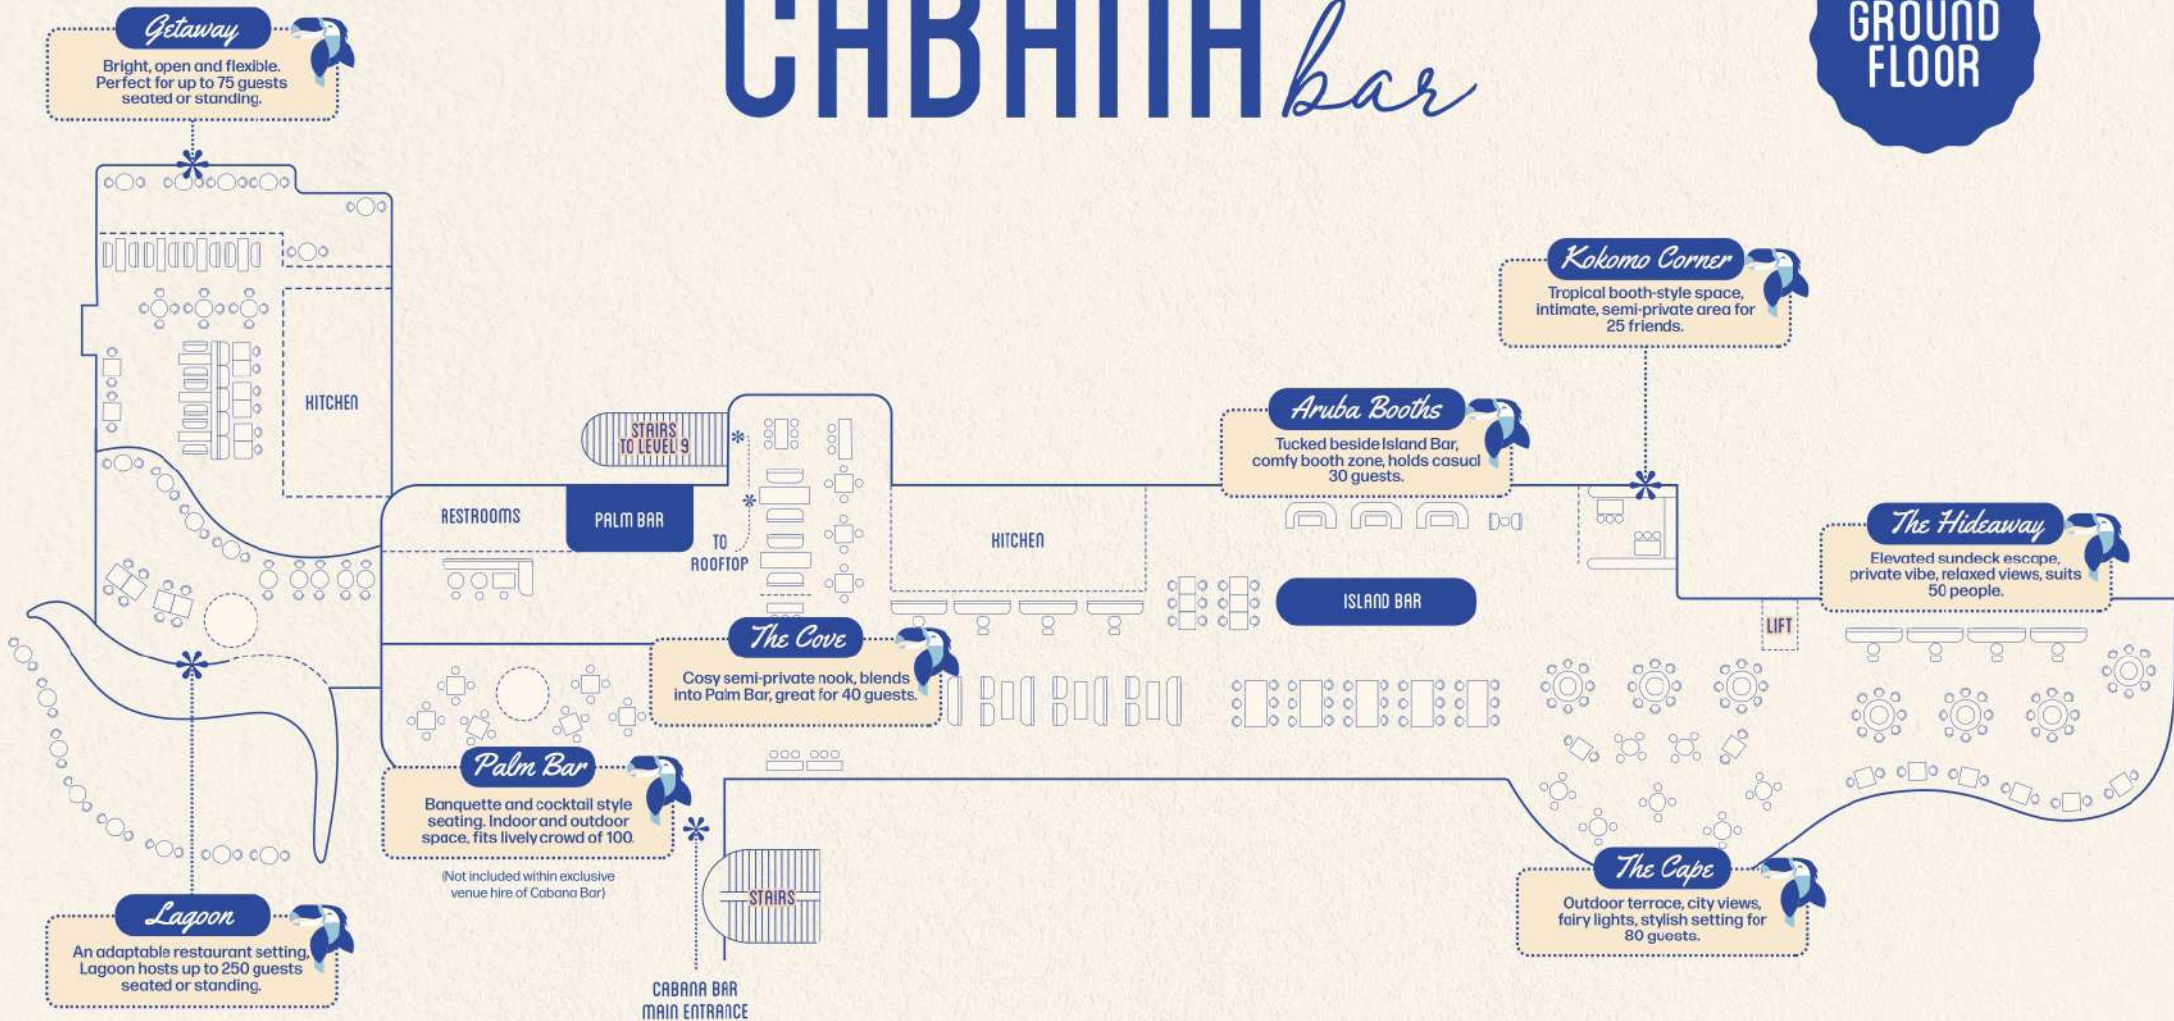 CABANA bar
GROUND
FLOOR
Getaway
Bright, open and flexible.
Perfect for up to 75 guests
seated or standing.
Kokomo Corner
Tropical booth-style space,
intimate, semi-private area for
25 friends.
KITCHEN
STAIRS
TO LEVEL 9
Aruba Booths
Tucked beside Island Bar,
comfy booth zone, holds casual
30 guests.
RESTROOMS
PALM BAR
TO
ROOFTOP
KITCHEN
The Hideaway
Elevated sundeck escape,
private vibe, relaxed views, suits
50 people.
ISLAND BAR
LIFT
The Cove
Cosy semi-private nook, blends
into Palm Bar, great for 40 guests.
Palm Bar
Banquette and cocktail style
seating. Indoor and outdoor
space, fits lively crowd of 100.
(Not included within exclusive
venue hire of Cabana Bar)
STAIRS
The Cape
Outdoor terrace, city views,
fairy lights, stylish setting for
80 guests.
Lagoon
An adaptable restaurant setting,
Lagoon hosts up to 250 guests
seated or standing.
CABANA BAR
MAIN ENTRANCE